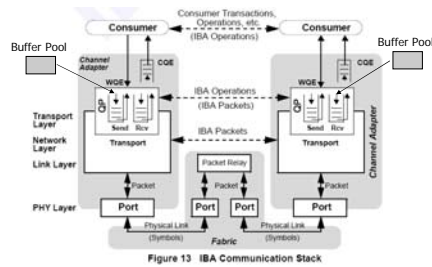 Consumer
Consumer Transactions,
Operations, etc.
(IBA Operations)
Consumer
Buffer Pool
Buffer Pool
Channel
Adapter
CQE
WQE
CQE
WQE
QP
Send
Rcv
IBA Operations
(IBA Packets)
QP
Send
Rcv
Transport
Layer
Network
Layer
Link Layer
PHY Layer
Transport
IBA Packets
Transport
Channel Adapter
Packet Relay
Packet
Packet
Packet
Packet
Port
Port
Port
Port
Physical Link
(Symbols)
Physical Link
(Symbols)
Fabric
Figure 13 IBA Communication Stack